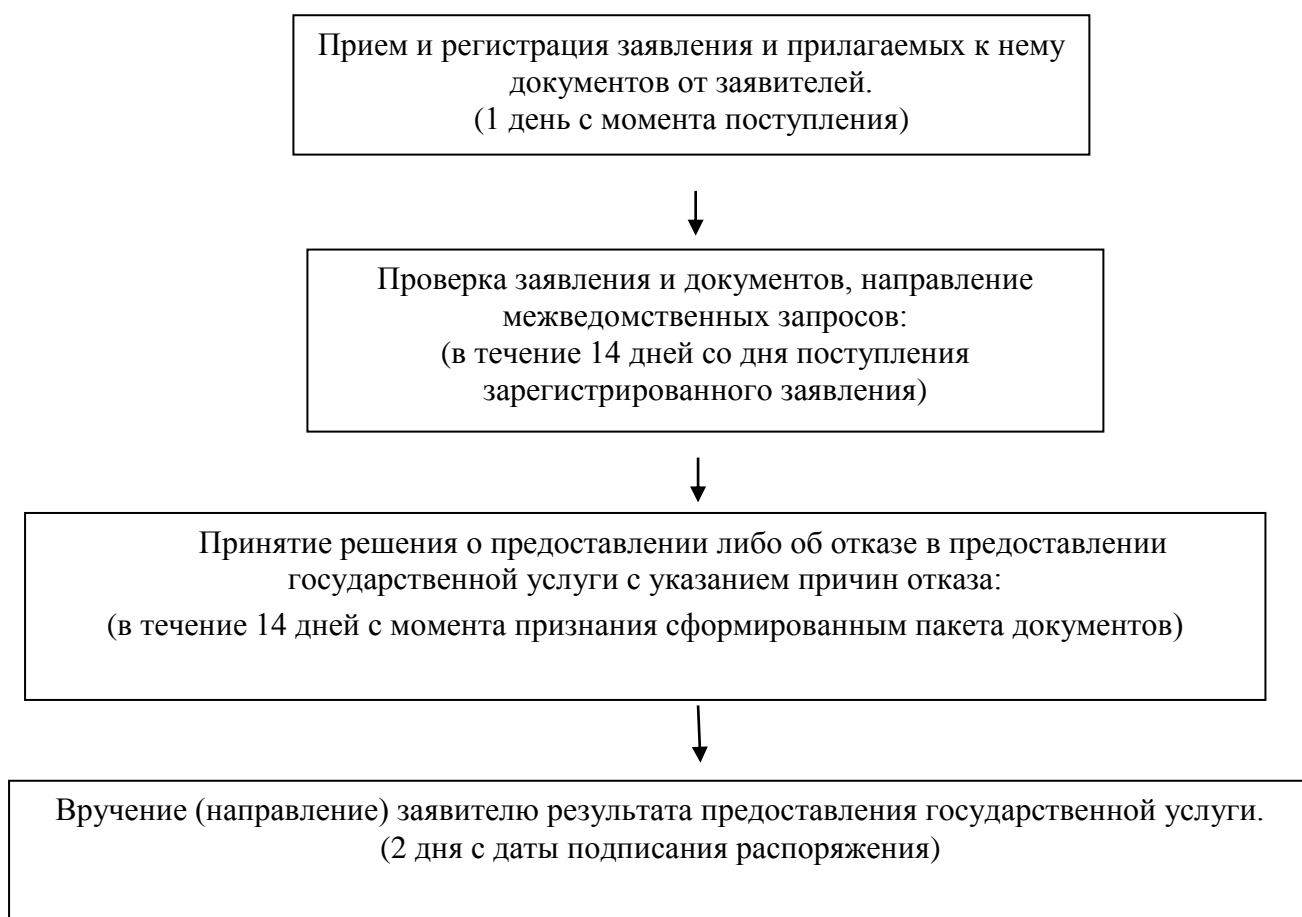 Прием и регистрация заявления и прилагаемых к нему
документов от заявителей.
(1 день с момента поступления)
Проверка заявления и документов, направление
межведомственных запросов:
(в течение 14 дней со дня поступления
зарегистрированного заявления)
Принятие решения о предоставлении либо об отказе в предоставлении
государственной услуги с указанием причин отказа:
(в течение 14 дней с момента признания сформированным пакета документов)
Вручение (направление) заявителю результата предоставления государственной услуги.
(2 дня с даты подписания распоряжения)